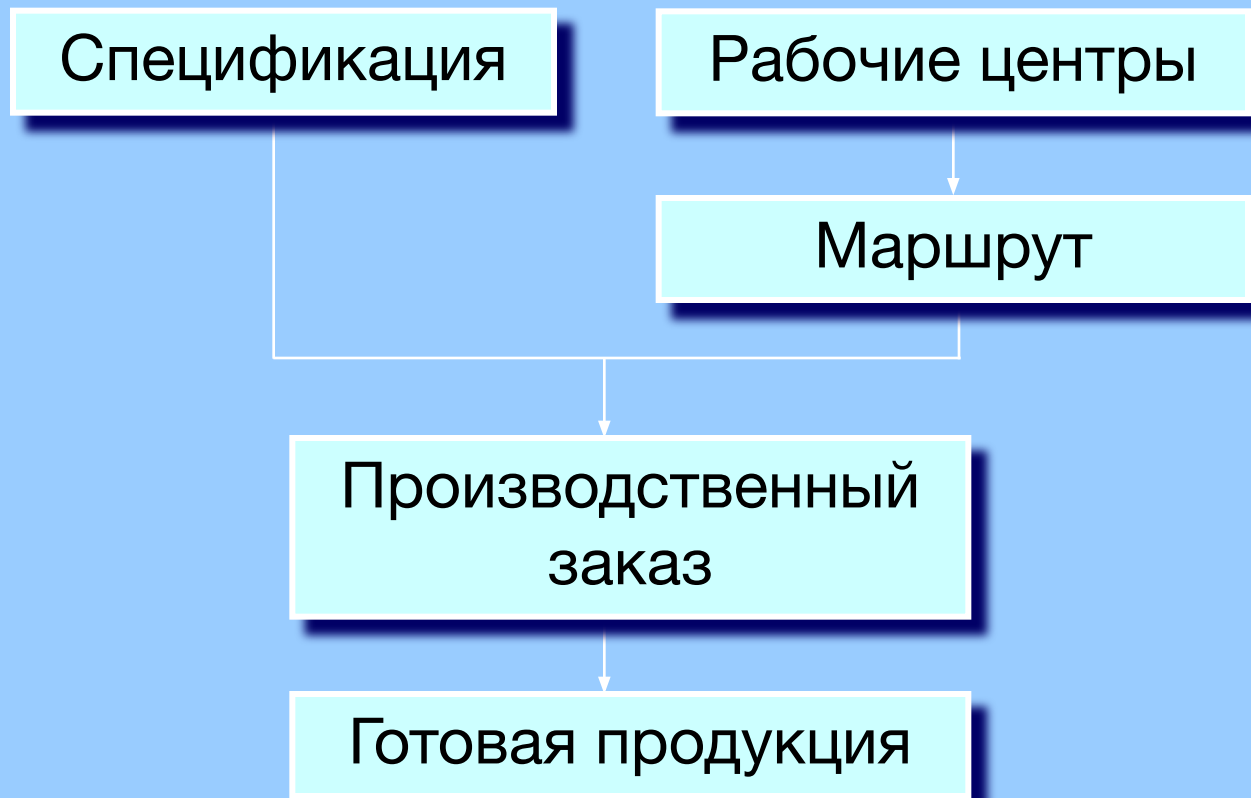 Спецификация
Рабочие центры
Маршрут
Производственный
заказ
Готовая продукция